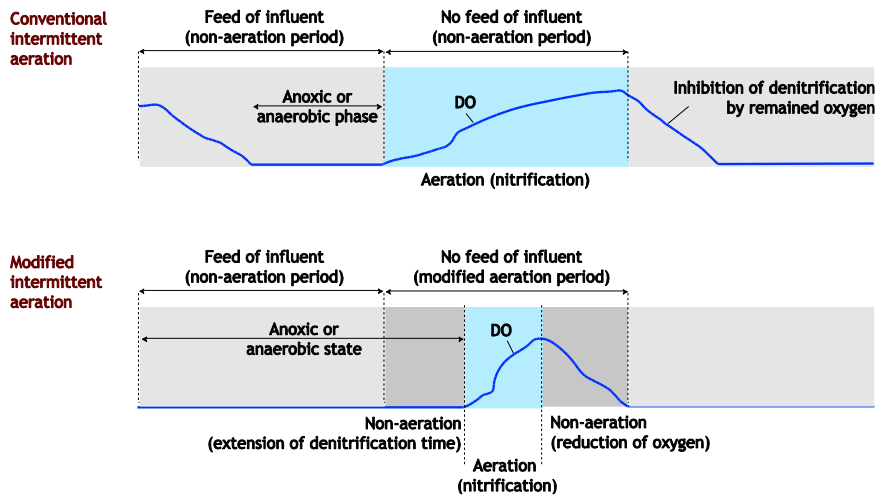 Conventional
intermittent
aeration
Feed of influent
(non-aeration period)
No feed of influent
(non-aeration period)
Anoxic or
anaerobic phase
DO
Inhibition of denitrification
by remained oxygen
Aeration (nitrification)
Modified
intermittent
aeration
Feed of influent
(non-aeration period)
No feed of influent
(modified aeration period)
Anoxic or
anaerobic state
DO
Non-aeration
(extension of denitrification time)
Non-aeration
(reduction of oxygen)
Aeration
(nitrification)